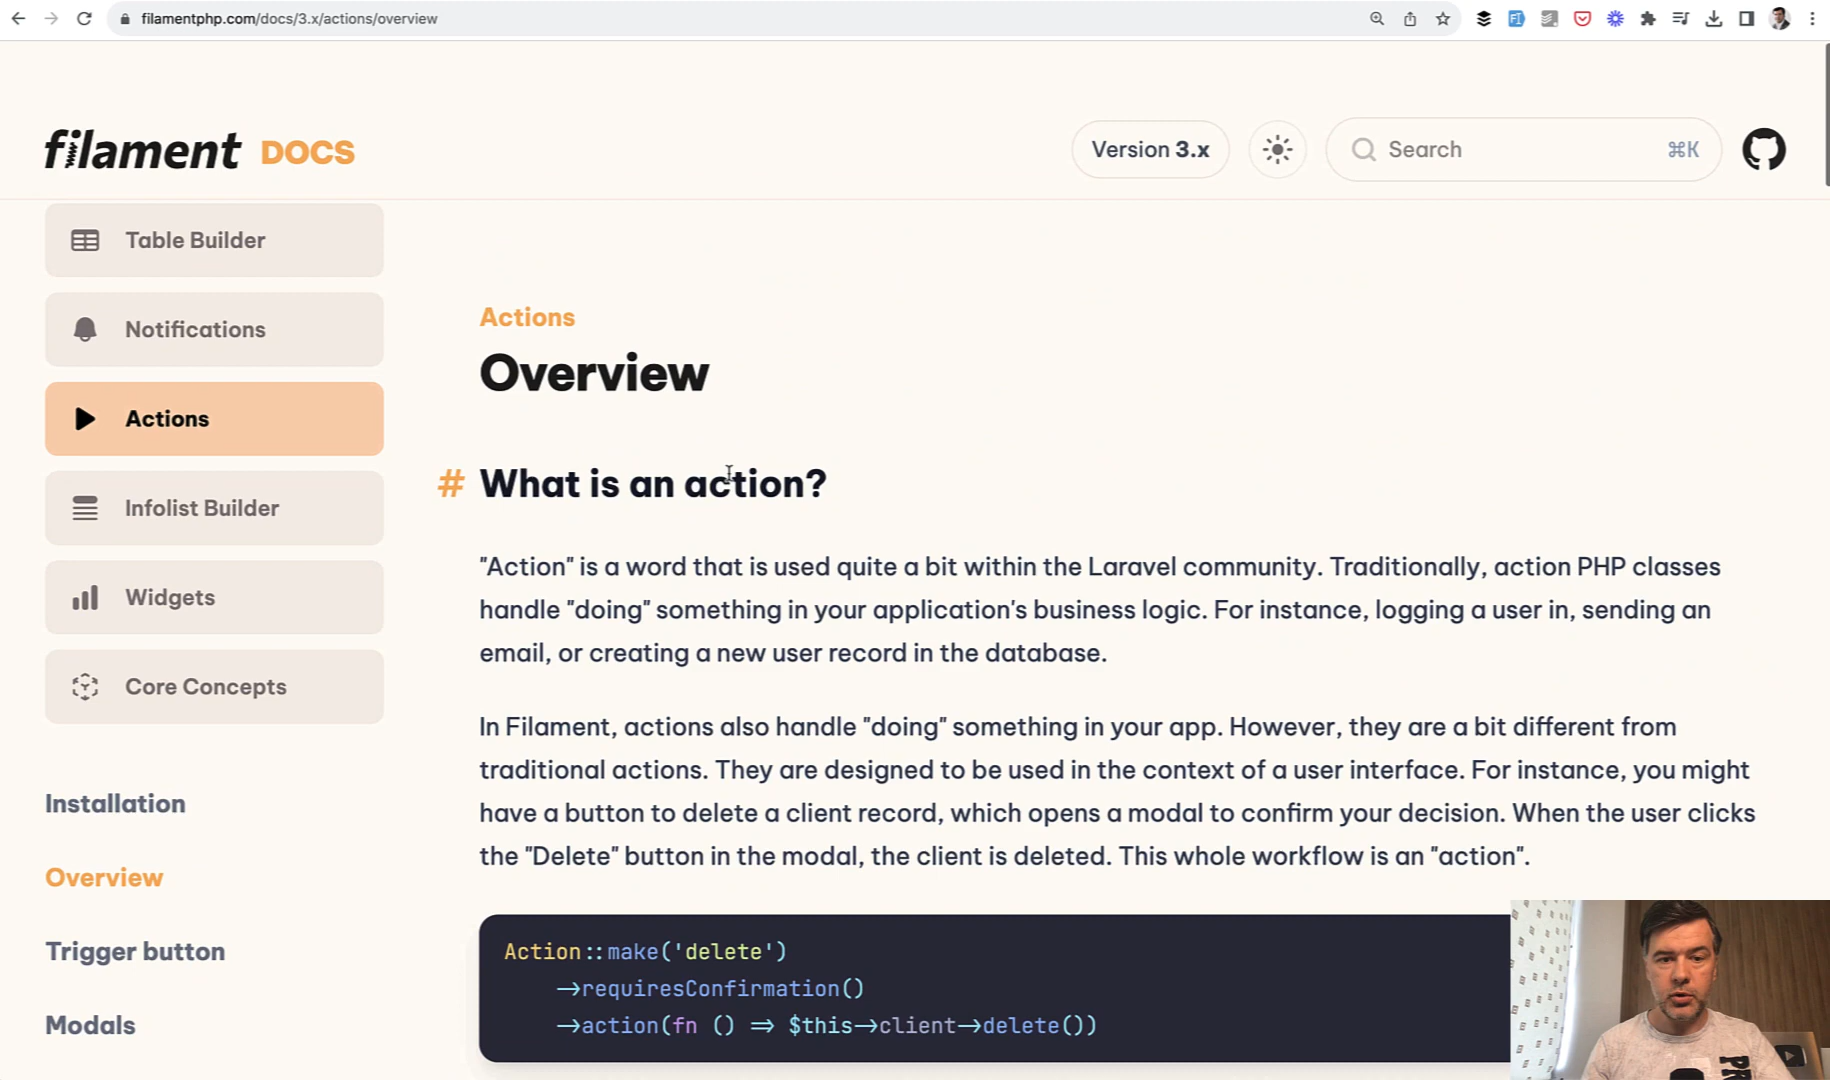 filamentphp.com/docs/3.x/actions/overview
filament DOCS
Version 3.x
Search
⌘K
Table Builder
Notifications
Actions
Infolist Builder
Widgets
Core Concepts
Installation
Overview
Trigger button
Modals
Actions
Overview
# What is an action?
"Action" is a word that is used quite a bit within the Laravel community. Traditionally, action PHP classes
handle "doing" something in your application's business logic. For instance, logging a user in, sending an
email, or creating a new user record in the database.
In Filament, actions also handle "doing" something in your app. However, they are a bit different from
traditional actions. They are designed to be used in the context of a user interface. For instance, you might
have a button to delete a client record, which opens a modal to confirm your decision. When the user clicks
the "Delete" button in the modal, the client is deleted. This whole workflow is an "action".
Action::make('delete')
->requiresConfirmation()
->action(fn () => $this->client->delete())